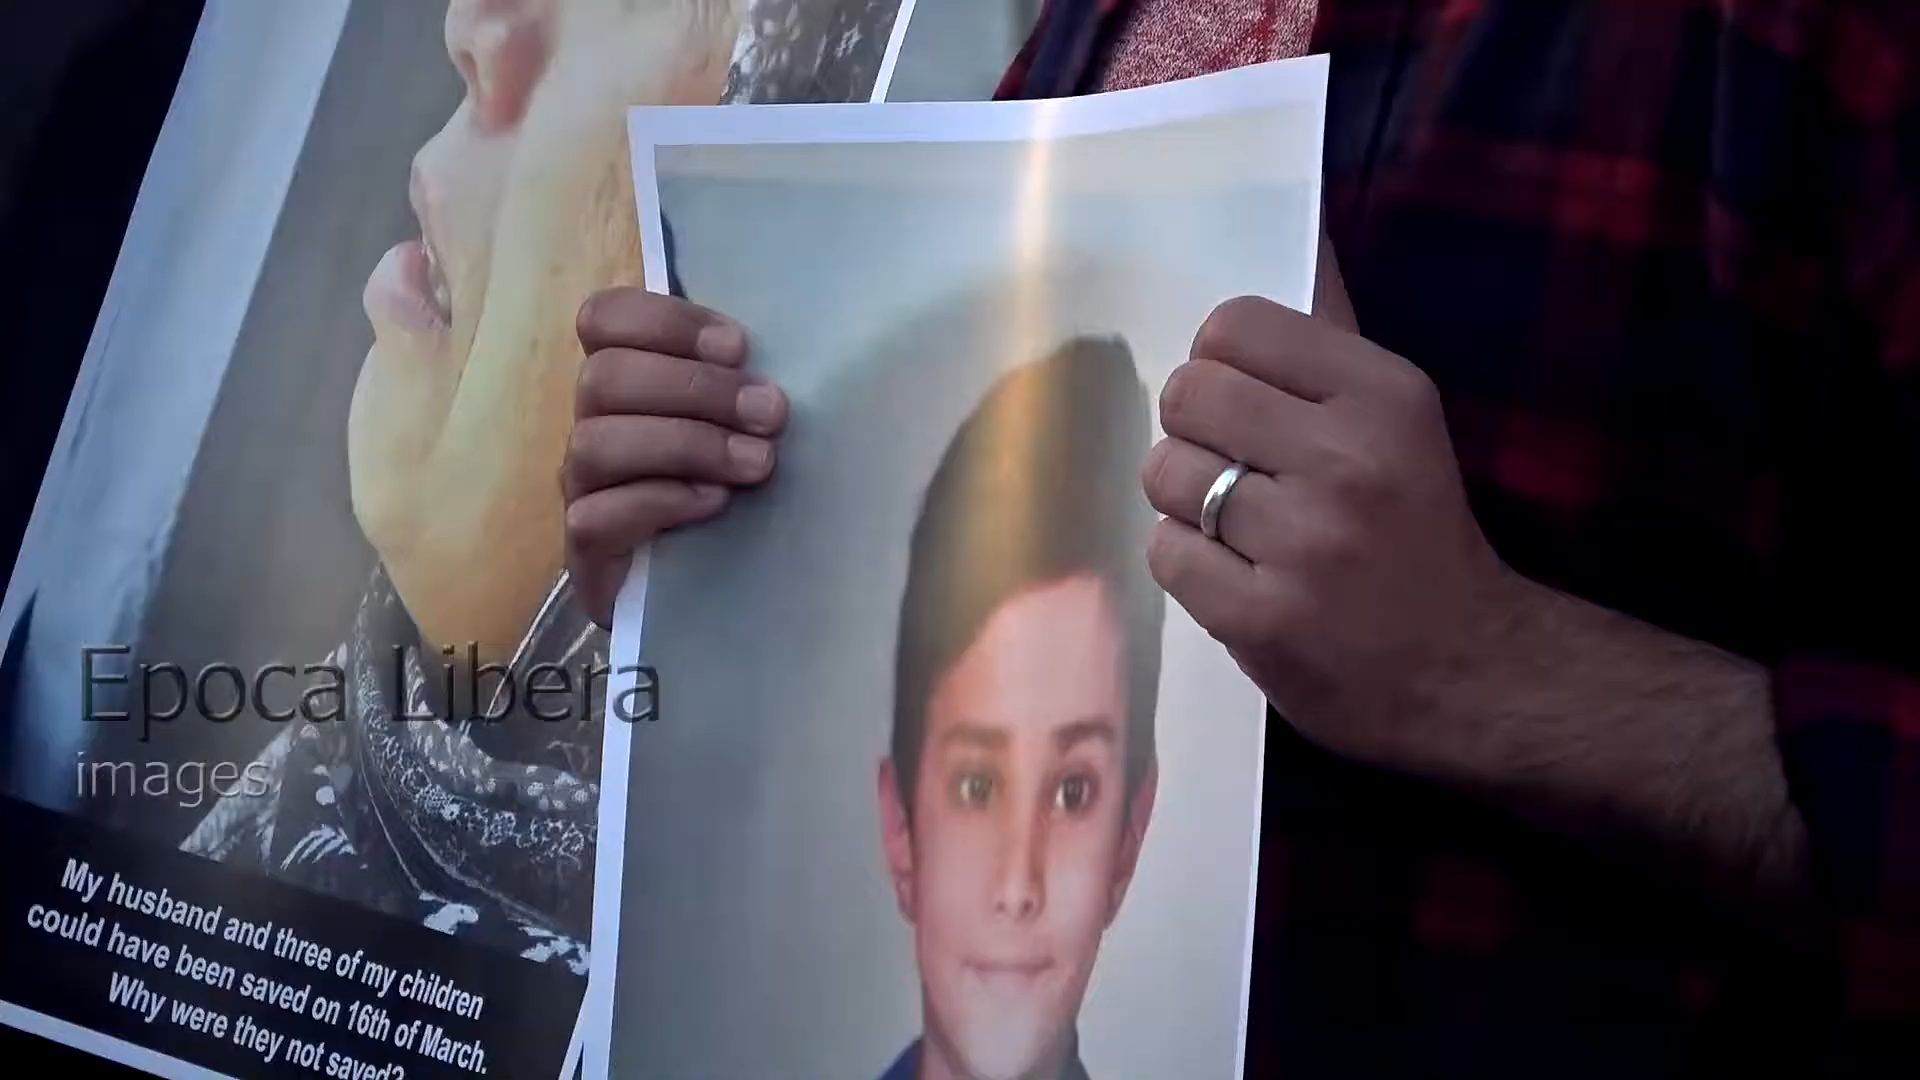 Epoca Libera
images
My husband and three of my children
could have been saved on 16th of March.
Why were they not saved?